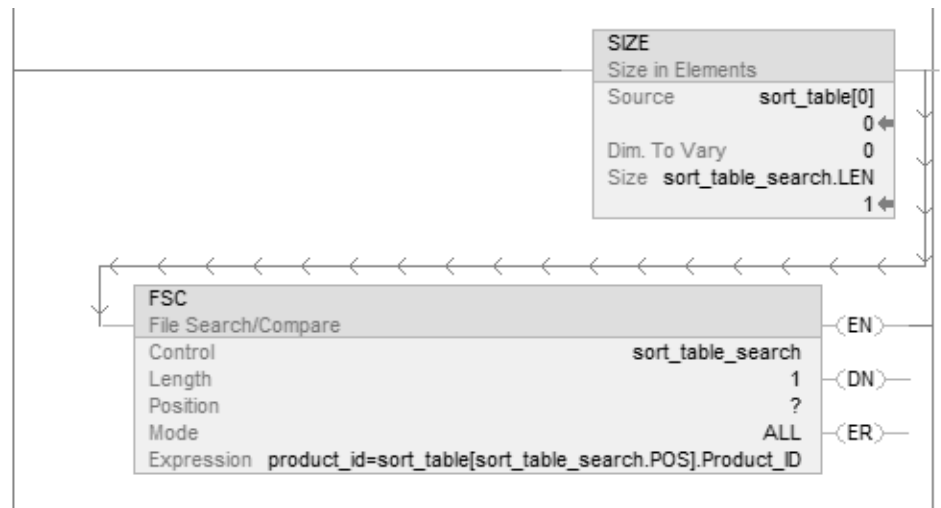 SIZE
Size in Elements
Source sort_table[0]
0
Dim. To Vary 0
Size sort_table_search.LEN
1
FSC
File Search/Compare
Control sort_table_search
Length 1
Position ?
Mode ALL
Expression product_id=sort_table[sort_table_search.POS].Product_ID
EN
DN
ER